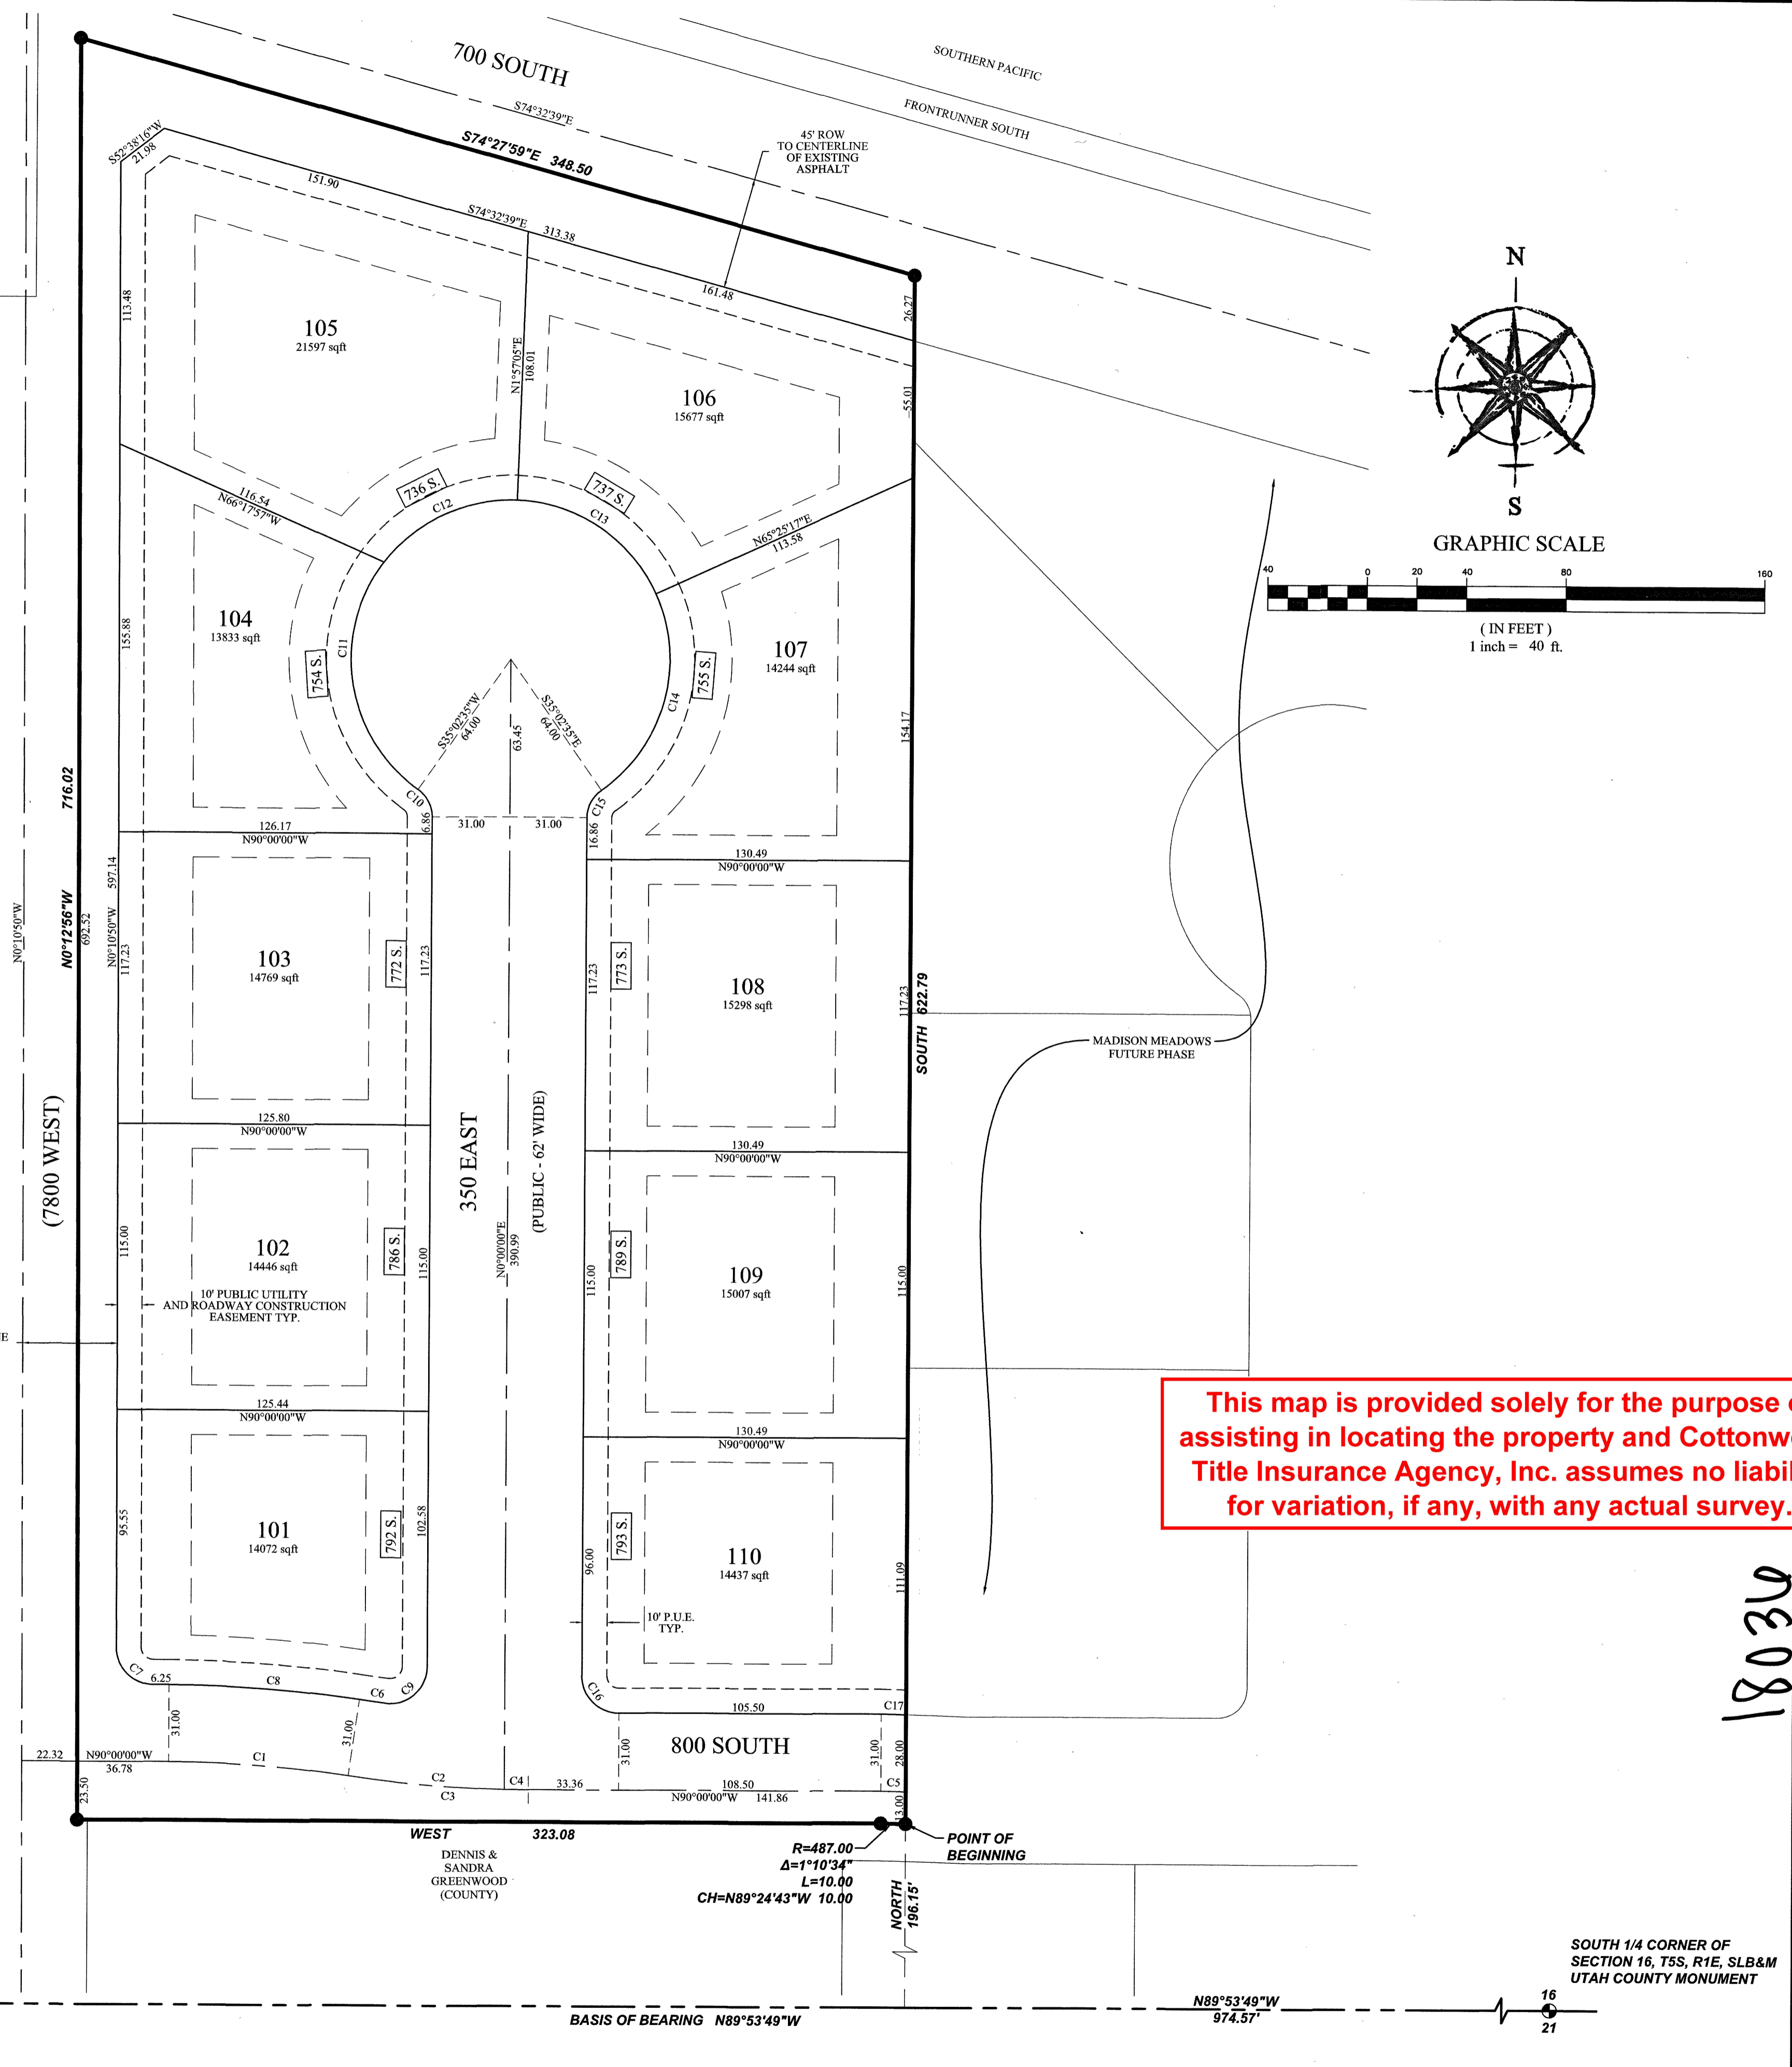 700 SOUTH
SOUTHERN PACIFIC
FRONTRUNNER SOUTH
S74°32'39"E
S74°27'59"E 348.50
45' ROW
TO CENTERLINE
OF EXISTING
ASPHALT
S52°38'16"W
21.98
151.90
S74°32'39"E
313.38
161.48
26.27
55.01
113.48
105
21597 sqft
N1°57'05"E
108.01
106
15677 sqft
N
S
GRAPHIC SCALE
40 0 20 40 80 160
( IN FEET )
1 inch = 40 ft.
736 S.
C12
737 S.
C13
116.54
N66°17'57"W
N65°25'17"E
113.58
104
13833 sqft
155.88
C11
754 S.
107
14244 sqft
755 S.
C14
154.17
S35°02'35"W
64.00
S35°02'35"E
64.00
63.45
C10
C15
6.86
31.00
31.00
16.86
716.02
N0°12'56"W
692.52
597.14
N0°10'50"W
N0°10'50"W
126.17
N90°00'00"W
130.49
N90°00'00"W
103
14769 sqft
117.23
772 S.
117.23
117.23
773 S.
108
15298 sqft
117.23
SOUTH 622.79
MADISON MEADOWS
FUTURE PHASE
125.80
N90°00'00"W
130.49
N90°00'00"W
(7800 WEST)
350 EAST
(PUBLIC - 62' WIDE)
N0°00'00"E
390.99
102
14446 sqft
115.00
786 S.
115.00
10' PUBLIC UTILITY
AND ROADWAY CONSTRUCTION
EASEMENT TYP.
E
115.00
789 S.
109
15007 sqft
115.00
125.44
N90°00'00"W
130.49
N90°00'00"W
This map is provided solely for the purpose
assisting in locating the property and
Title Insurance Agency, Inc. assumes no
for variation, if any, with any actual survey.
101
14072 sqft
95.55
792 S.
102.58
96.00
793 S.
110
14437 sqft
111.09
10' P.U.E.
TYP.
18036
C7
6.25
C8
C6
C9
C16
105.50
C17
31.00
31.00
31.00
800 SOUTH
31.00
28.00
22.32
N90°00'00"W
36.78
C1
C2
C3
C4
33.36
108.50
N90°00'00"W 141.86
C5
23.50
13.00
WEST 323.08
DENNIS &
SANDRA
GREENWOOD
(COUNTY)
R=487.00
Δ=1°10'34"
L=10.00
CH=N89°24'43"W 10.00
POINT OF
BEGINNING
NORTH
196.15'
SOUTH 1/4 CORNER OF
SECTION 16, T5S, R1E, SLB&M
UTAH COUNTY MONUMENT
16
21
BASIS OF BEARING N89°53'49"W
N89°53'49"W
974.57'